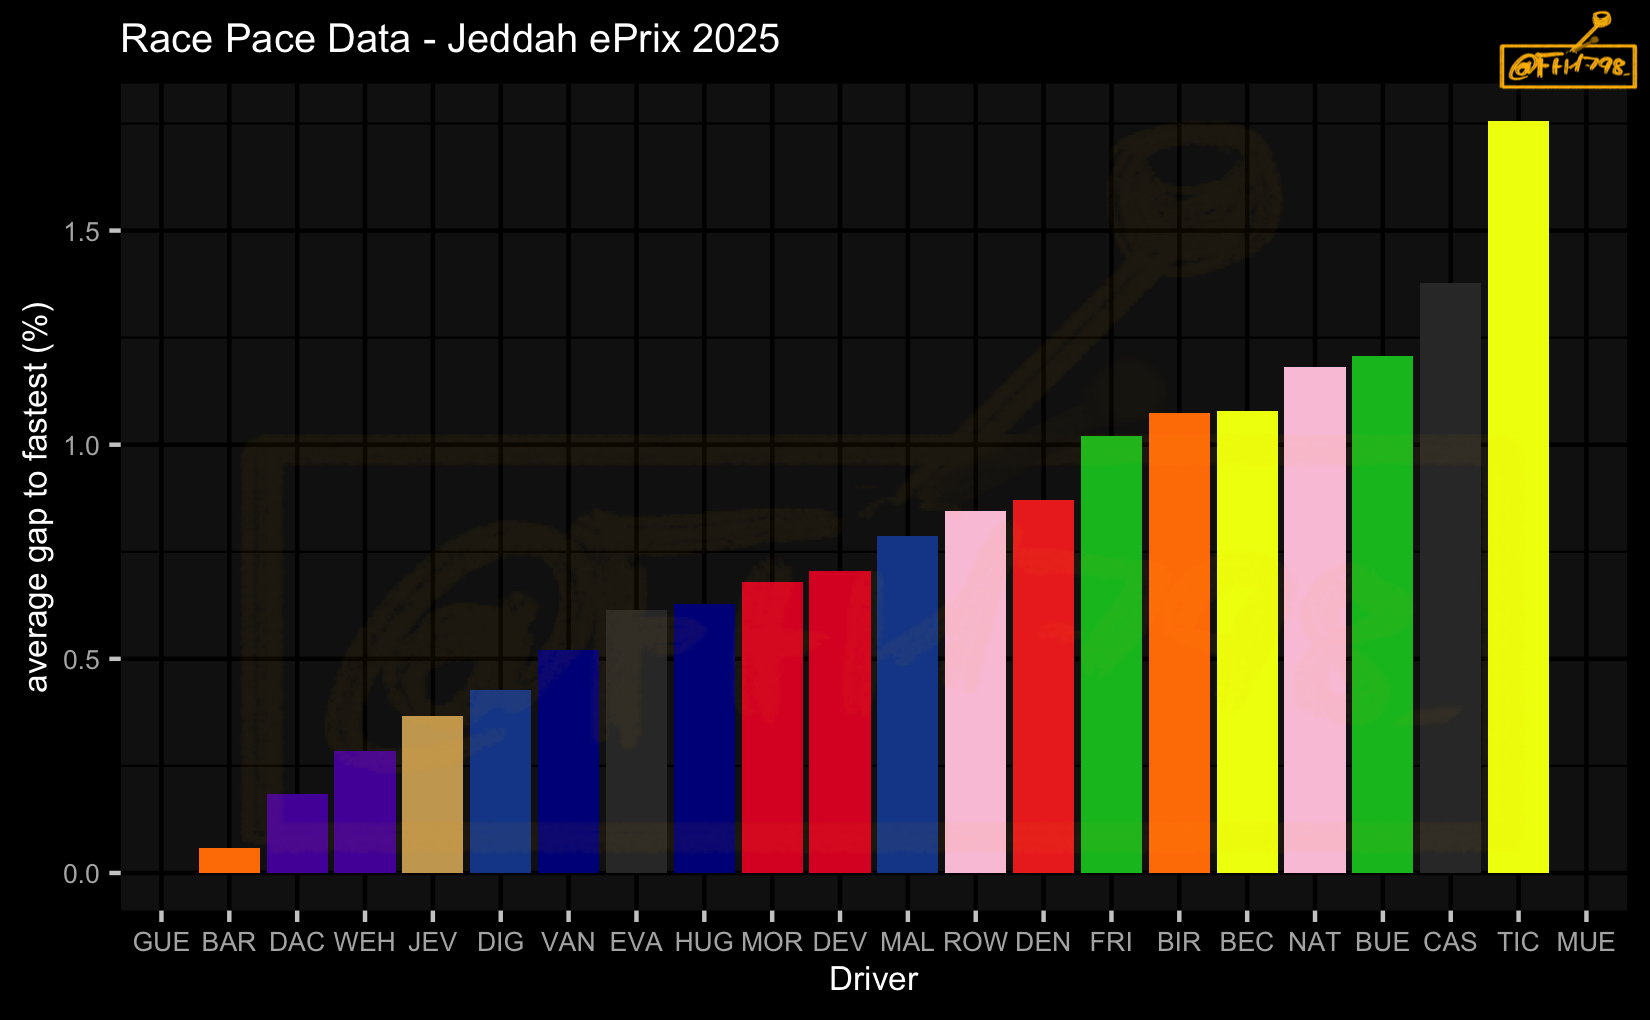 Race Pace Data - Jeddah ePrix 2025
@FFH798_
average gap to fastest (%)
1.5
1.0
0.5
0.0
GUE BAR DAC WEH JEV DIG VAN EVA HUG MOR DEV MAL ROW DEN FRI BIR BEC NAT BUE CAS TIC MUE
Driver